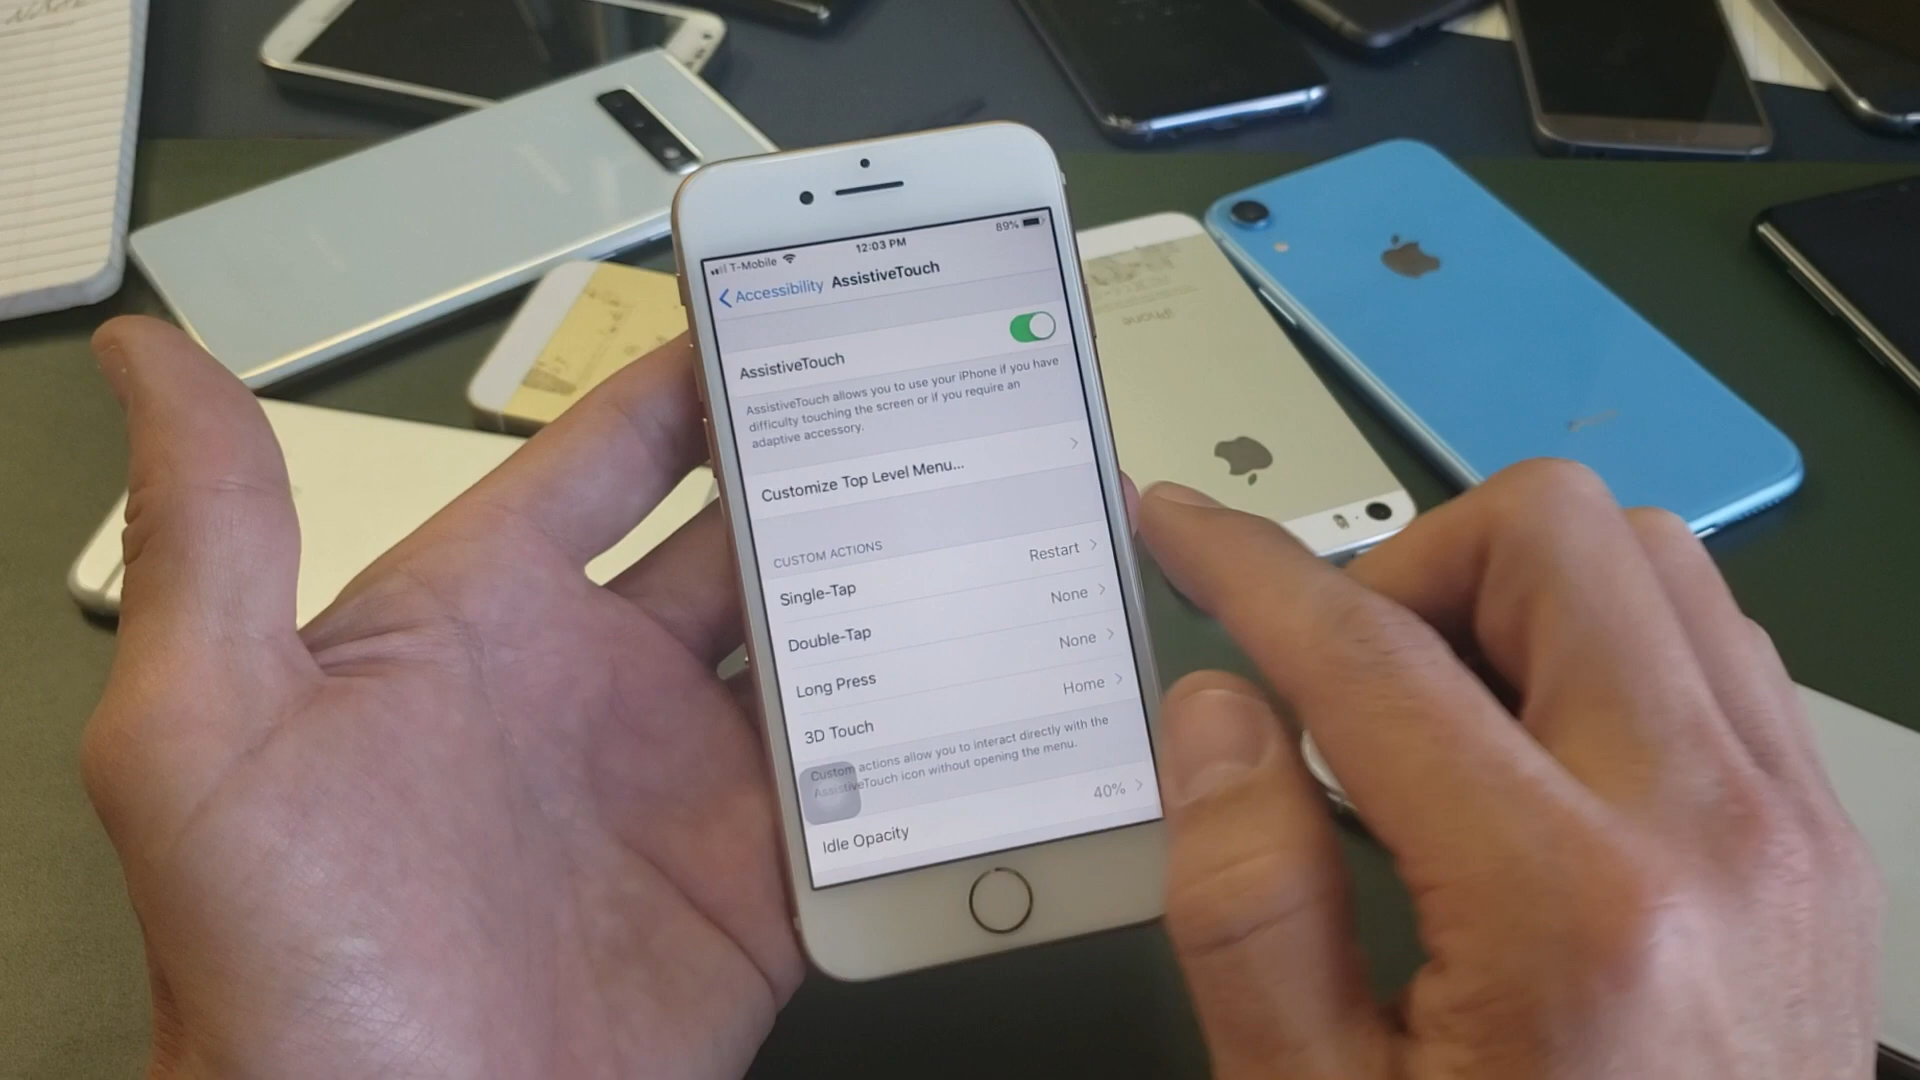 T-Mobile 12:03 PM 89%
Accessibility AssistiveTouch
AssistiveTouch
AssistiveTouch allows you to use your iPhone if you have
difficulty touching the screen or if you require an
adaptive accessory.
Customize Top Level Menu...
CUSTOM ACTIONS
Single-Tap Restart
Double-Tap None
Long Press None
3D Touch Home
Custom actions allow you to interact directly with the
AssistiveTouch icon without opening the menu.
Idle Opacity 40%
iPhone